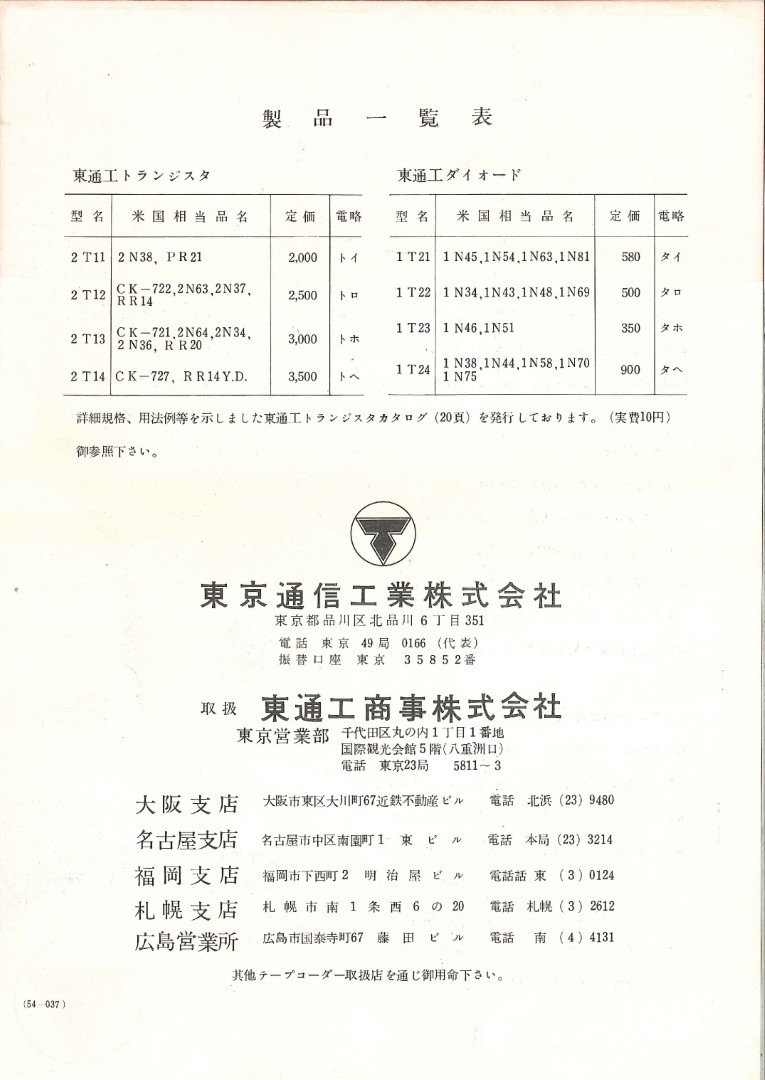 製品一覧表
東通工トランジスタ
型名 米国相当品名 定価 電略
2T11 2N38、PR21 2,000 トイ
2T12 CK-722,2N63,2N37,
RR14 2,500 トロ
2T13 CK-721,2N64,2N34,
2N36, RR20 3,000 トホ
2T14 CK-727, RR14Y.D. 3,500 トヘ
東通工ダイオード
型名 米国相当品名 定価 電略
1T21 1N45,1N54,1N63,1N81 580 タイ
1T22 1N34,1N43,1N48,1N69 500 タロ
1T23 1N46,1N51 350 タホ
1T24 1N38,1N44,1N58,1N70
1N75 900 タヘ
詳細規格、用法例等を示しました東通工トランジスタカタログ(20頁)を発行しております。(実費10円)
御参照下さい。
東京通信工業株式会社
東京都品川区北品川6丁目351
電話 東京 49局 0166 (代表)
振替口座 東京 35852番
取扱 東通工商事株式会社
東京営業部 千代田区丸の内1丁目1番地
国際観光会館5階(八重洲口)
電話 東京23局 5811~3
大阪支店 大阪市東区大川町67近鉄不動産ビル 電話 北浜(23)9480
名古屋支店 名古屋市中区南園町1 東ビル 電話 本局(23)3214
福岡支店 福岡市下西町2 明治屋ビル 電話話東(3)0124
札幌支店 札幌市南1条西6の20 電話 札幌(3)2612
広島営業所 広島市国泰寺町67 藤田ビル 電話 南(4)4131
其他テープコーダー取扱店を通じ御用命下さい。
(54-037)